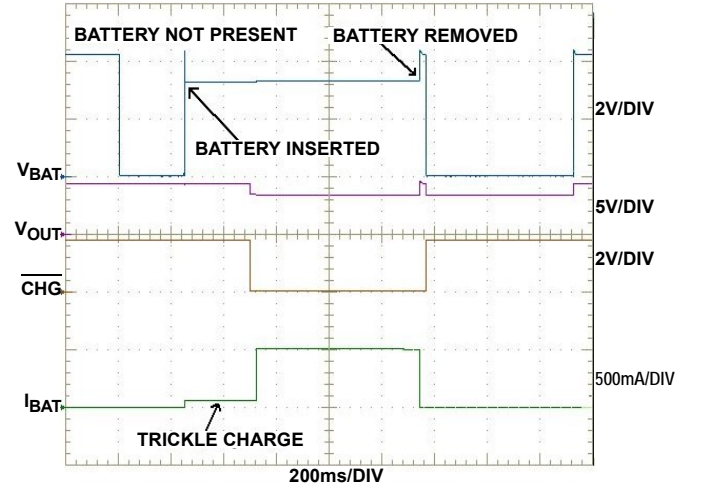 BATTERY NOT PRESENT
BATTERY REMOVED
2V/DIV
BATTERY INSERTED
VBAT
5V/DIV
VOUT
2V/DIV
CHG
500mA/DIV
IBAT
TRICKLE CHARGE
200ms/DIV